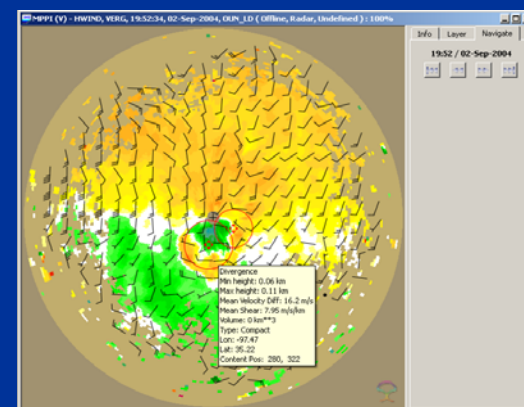 MPPI (V) - HWIND, VERG, 19:52:34, 02-Sep-2004, OUN_LD ( Offline, Radar, Undefined ) : 100%
Info Layer Navigate
19:52 / 02-Sep-2004
Divergence
Min height: 0.06 km
Max height: 0.11 km
Mean Velocity Diff: 16.2 m/s
Mean Shear: 7.95 m/s/km
Volume: 0 km**3
Type: Compact
Lon: -97.47
Lat: 35.22
Content Pos: 280, 322